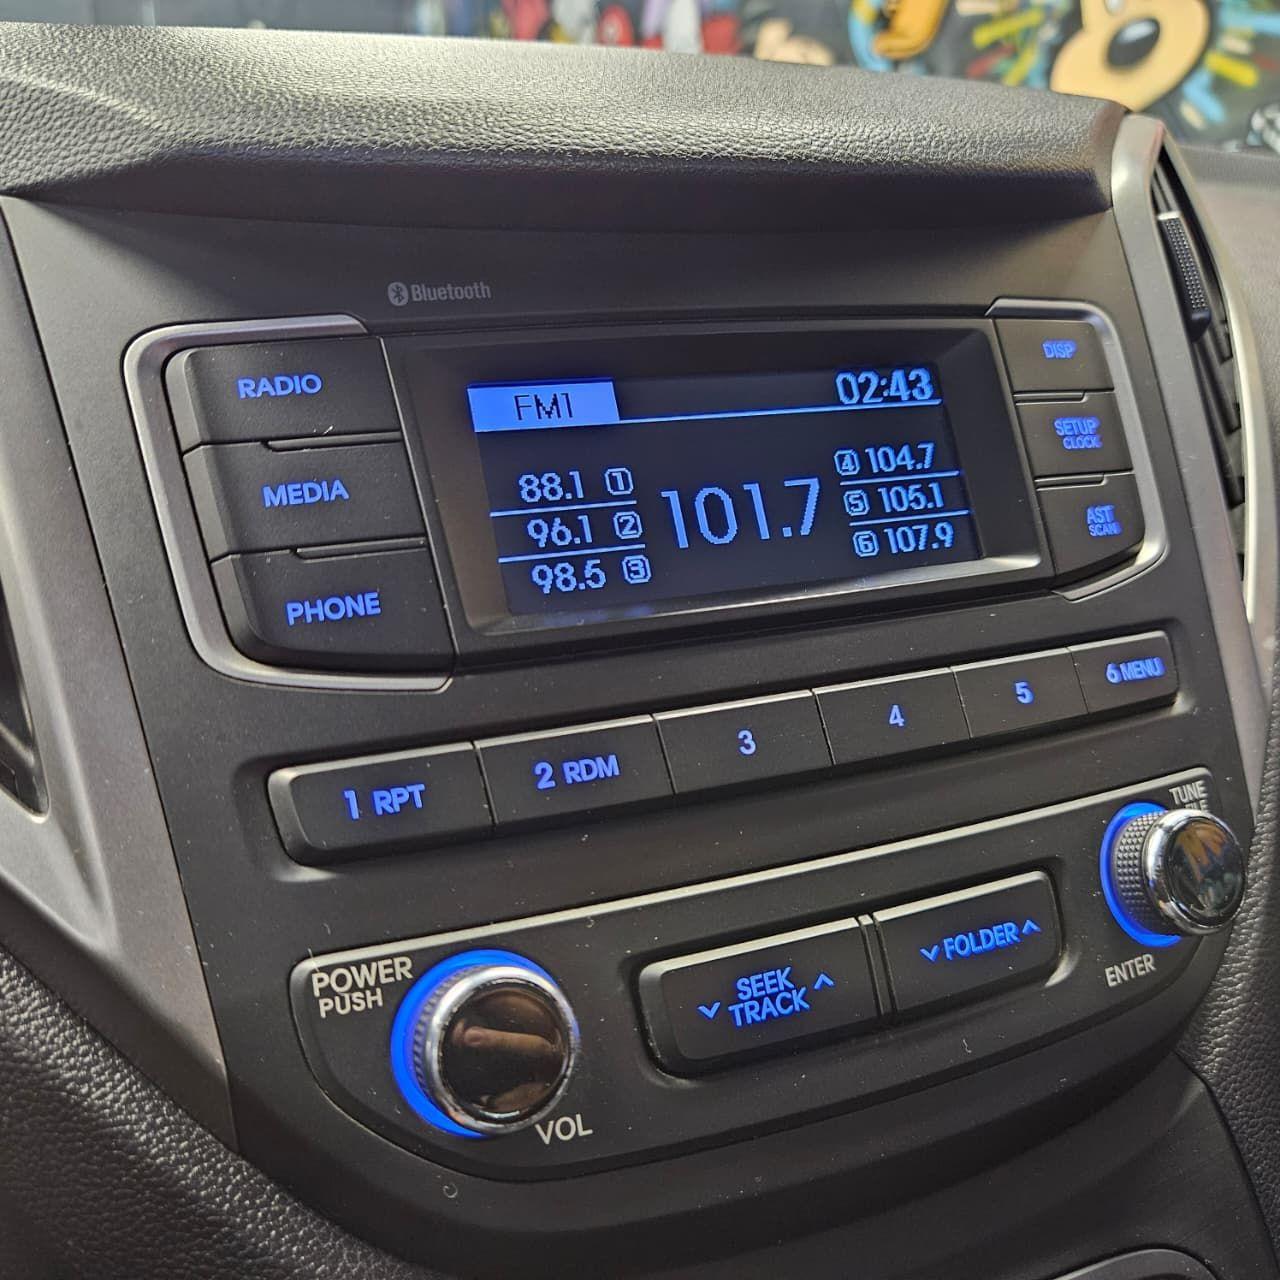 Bluetooth
RADIO
MEDIA
PHONE
FM1
02:43
88.1 1
96.1 2
98.5 3
101.7
4 104.7
5 105.1
6 107.9
DISP
SETUP
CLOCK
AST
SCAN
1 RPT
2 RDM
3
4
5
6 MENU
POWER
PUSH
VOL
SEEK
TRACK
FOLDER
TUNE
ENTER